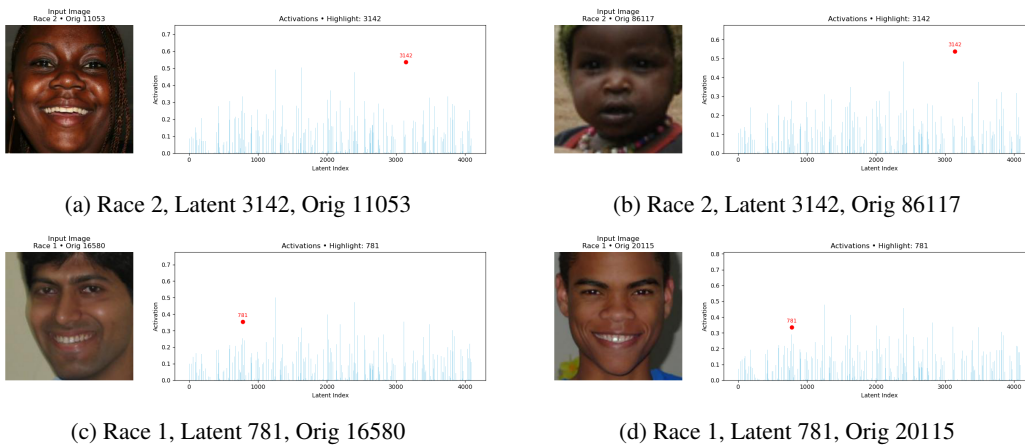 Input Image
Race 2 • Orig 11053
Activations • Highlight: 3142
0.7
0.6
0.5
0.4
0.3
0.2
0.1
0.0
Activation
3142
0 1000 2000 3000 4000
Latent Index
Input Image
Race 2 • Orig 86117
Activations • Highlight: 3142
0.6
0.5
0.4
0.3
0.2
0.1
0.0
Activation
3142
0 1000 2000 3000 4000
Latent Index
(a) Race 2, Latent 3142, Orig 11053
(b) Race 2, Latent 3142, Orig 86117
Input Image
Race 1 • Orig 16580
Activations • Highlight: 781
0.7
0.6
0.5
0.4
0.3
0.2
0.1
0.0
Activation
781
0 1000 2000 3000 4000
Latent Index
Input Image
Race 1 • Orig 20115
Activations • Highlight: 781
0.8
0.7
0.6
0.5
0.4
0.3
0.2
0.1
0.0
Activation
781
0 1000 2000 3000 4000
Latent Index
(c) Race 1, Latent 781, Orig 16580
(d) Race 1, Latent 781, Orig 20115